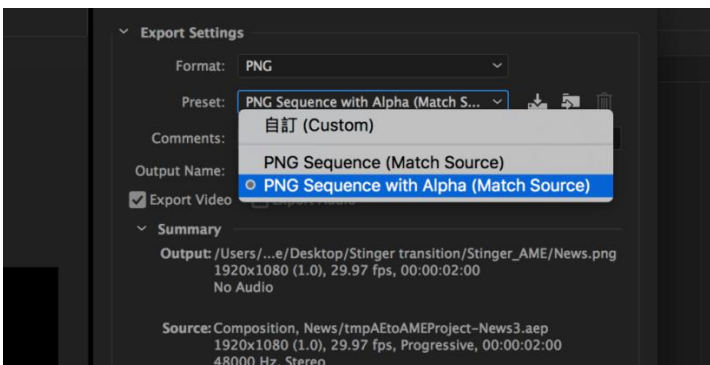 Export Settings
Format: PNG
Preset: PNG Sequence with Alpha (Match S...
自訂 (Custom)
Comments:
PNG Sequence (Match Source)
Output Name:
PNG Sequence with Alpha (Match Source)
Export Video Export Audio
Summary
Output: /Users/...e/Desktop/Stinger transition/Stinger_AME/News.png
1920x1080 (1.0), 29.97 fps, 00:00:02:00
No Audio
Source: Composition, News/tmpAEtoAMEProject-News3.aep
1920x1080 (1.0), 29.97 fps, Progressive, 00:00:02:00
48000 Hz, Stereo